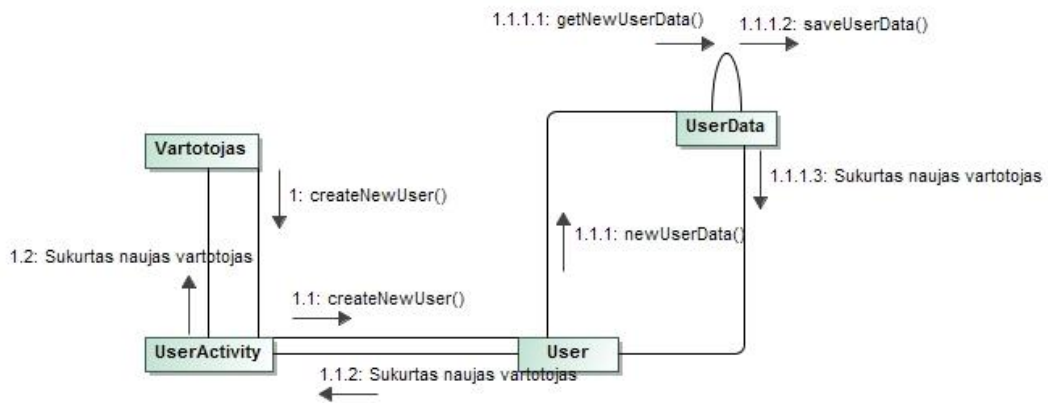 1.1.1.1: getNewUserData()
1.1.1.2: saveUserData()
UserData
Vartotojas
1.1.1.3: Sukurtas naujas vartotojas
1: createNewUser()
1.1.1: newUserData()
1.2: Sukurtas naujas vartotojas
1.1: createNewUser()
UserActivity
User
1.1.2: Sukurtas naujas vartotojas